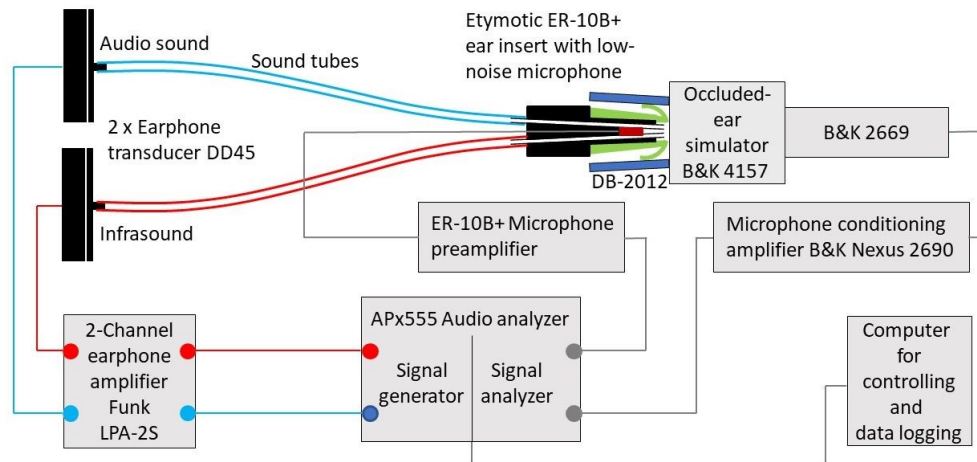 Audio sound
Sound tubes
Etymotic ER-10B+
ear insert with low-
noise microphone
2 x Earphone
transducer DD45
Infrasound
DB-2012
Occluded-
ear
simulator
B&K 4157
B&K 2669
ER-10B+ Microphone
preamplifier
Microphone conditioning
amplifier B&K Nexus 2690
2-Channel
earphone
amplifier
Funk
LPA-2S
APx555 Audio analyzer
Signal
generator
Signal
analyzer
Computer
for
controlling
and
data logging